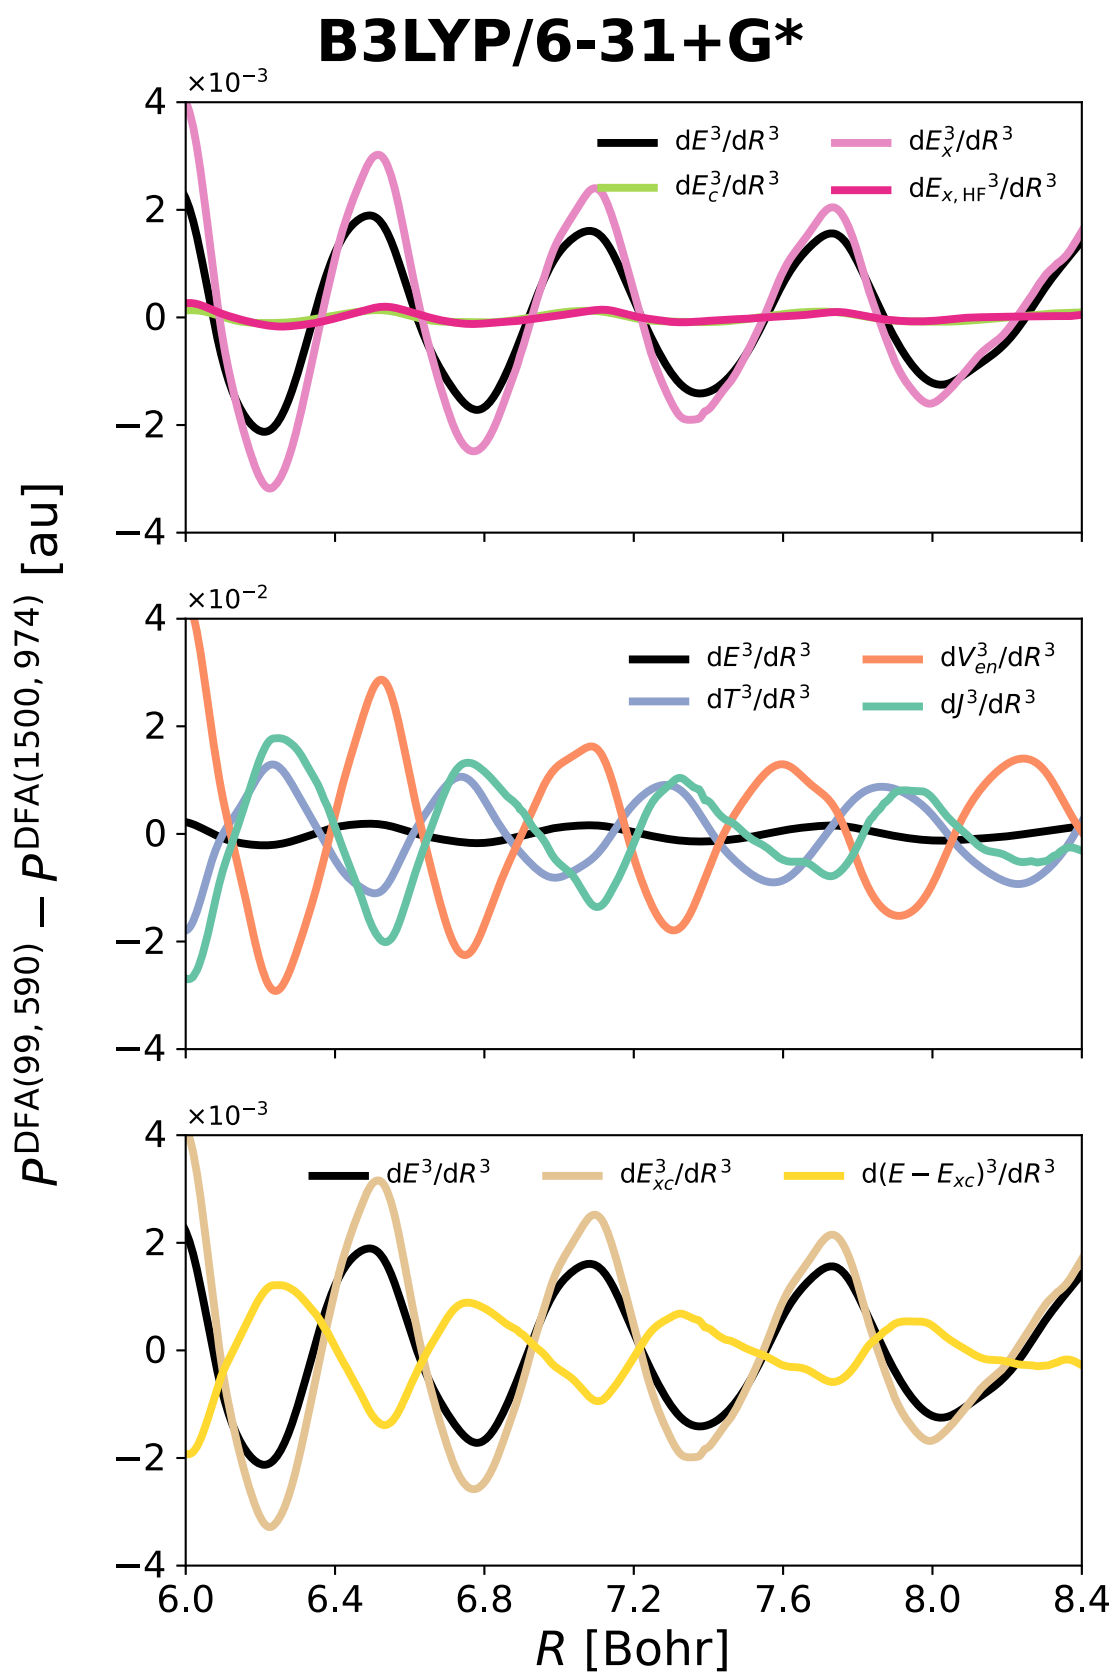 B3LYP/6-31+G*
P^DFA(99, 590) − P^DFA(1500, 974) [au]
×10⁻³
dE³/dR³
dE_x³/dR³
dE_c³/dR³
dE_x, HF³/dR³
4
2
0
−2
−4
×10⁻²
dE³/dR³
dV_en³/dR³
dT³/dR³
dJ³/dR³
4
2
0
−2
−4
×10⁻³
dE³/dR³ dE_xc³/dR³ d(E − E_xc)³/dR³
4
2
0
−2
−4
6.0 6.4 6.8 7.2 7.6 8.0 8.4
R [Bohr]